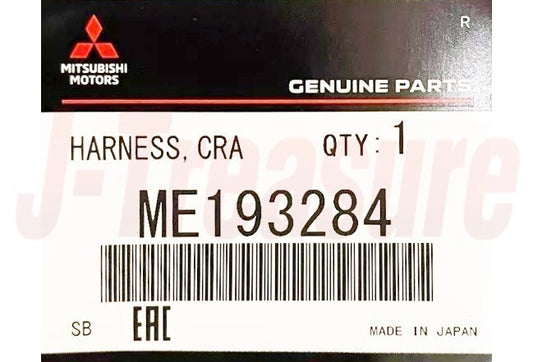 R
MITSUBISHI
MOTORS
GENUINE PARTS
HARNESS, CRA QTY: 1
J-Treasure
ME193284
SB EAC MADE IN JAPAN